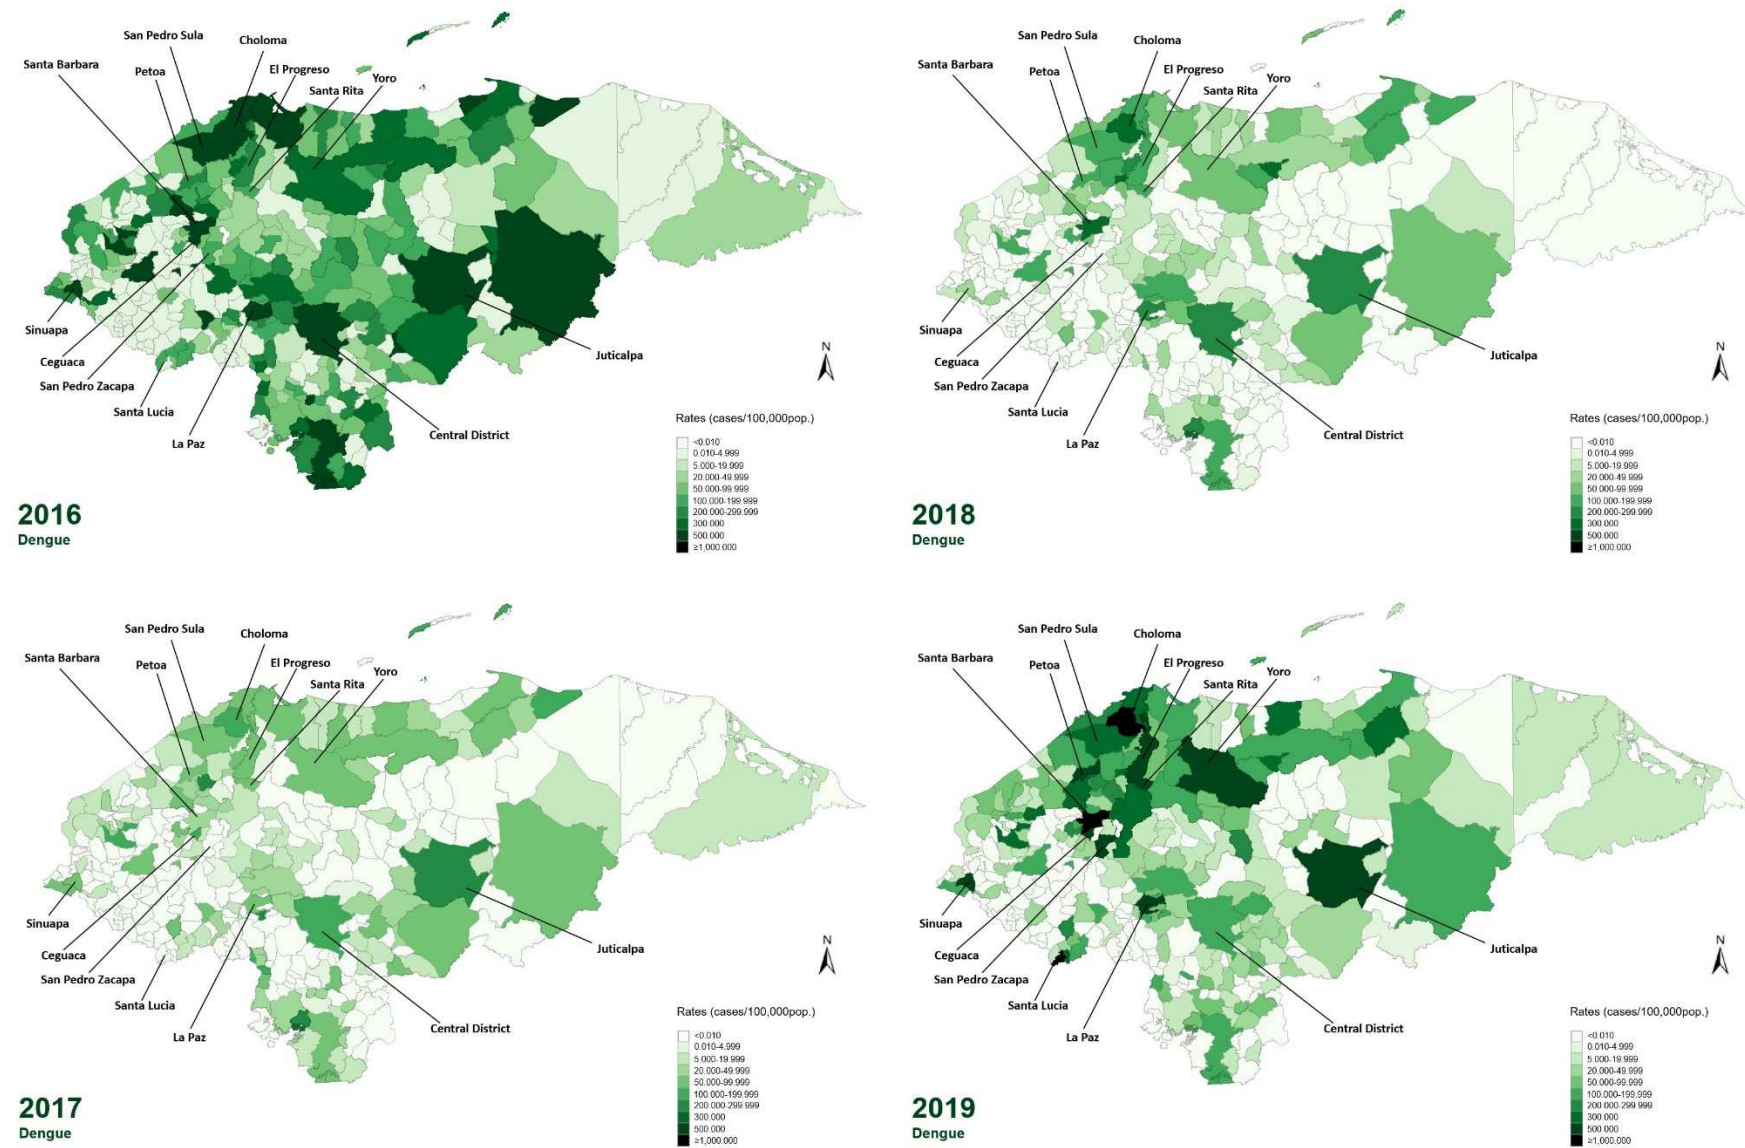 San Pedro Sula
Choloma
Santa Barbara
Petoa
El Progreso
Yoro
Santa Rita
Sinuapa
Ceguaca
San Pedro Zacapa
Santa Lucia
La Paz
Central District
Juticalpa
N
Rates (cases/100,000pop.)
<0.010
0.010-4.999
5.000-19.999
20.000-49.999
50.000-99.999
100.000-199.999
200.000-299.999
300.000
500.000
≥1,000.000
2016
Dengue
San Pedro Sula
Choloma
Santa Barbara
Petoa
El Progreso
Yoro
Santa Rita
Sinuapa
Ceguaca
San Pedro Zacapa
Santa Lucia
La Paz
Central District
Juticalpa
N
Rates (cases/100,000pop.)
<0.010
0.010-4.999
5.000-19.999
20.000-49.999
50.000-99.999
100.000-199.999
200.000-299.999
300.000
500.000
≥1,000.000
2018
Dengue
San Pedro Sula
Choloma
Santa Barbara
Petoa
El Progreso
Yoro
Santa Rita
Sinuapa
Ceguaca
San Pedro Zacapa
Santa Lucia
La Paz
Central District
Juticalpa
N
Rates (cases/100,000pop.)
<0.010
0.010-4.999
5.000-19.999
20.000-49.999
50.000-99.999
100.000-199.999
200.000-299.999
300.000
500.000
≥1,000.000
2017
Dengue
San Pedro Sula
Choloma
Santa Barbara
Petoa
El Progreso
Yoro
Santa Rita
Sinuapa
Ceguaca
San Pedro Zacapa
Santa Lucia
La Paz
Central District
Juticalpa
N
Rates (cases/100,000pop.)
<0.010
0.010-4.999
5.000-19.999
20.000-49.999
50.000-99.999
100.000-199.999
200.000-299.999
300.000
500.000
≥1,000.000
2019
Dengue